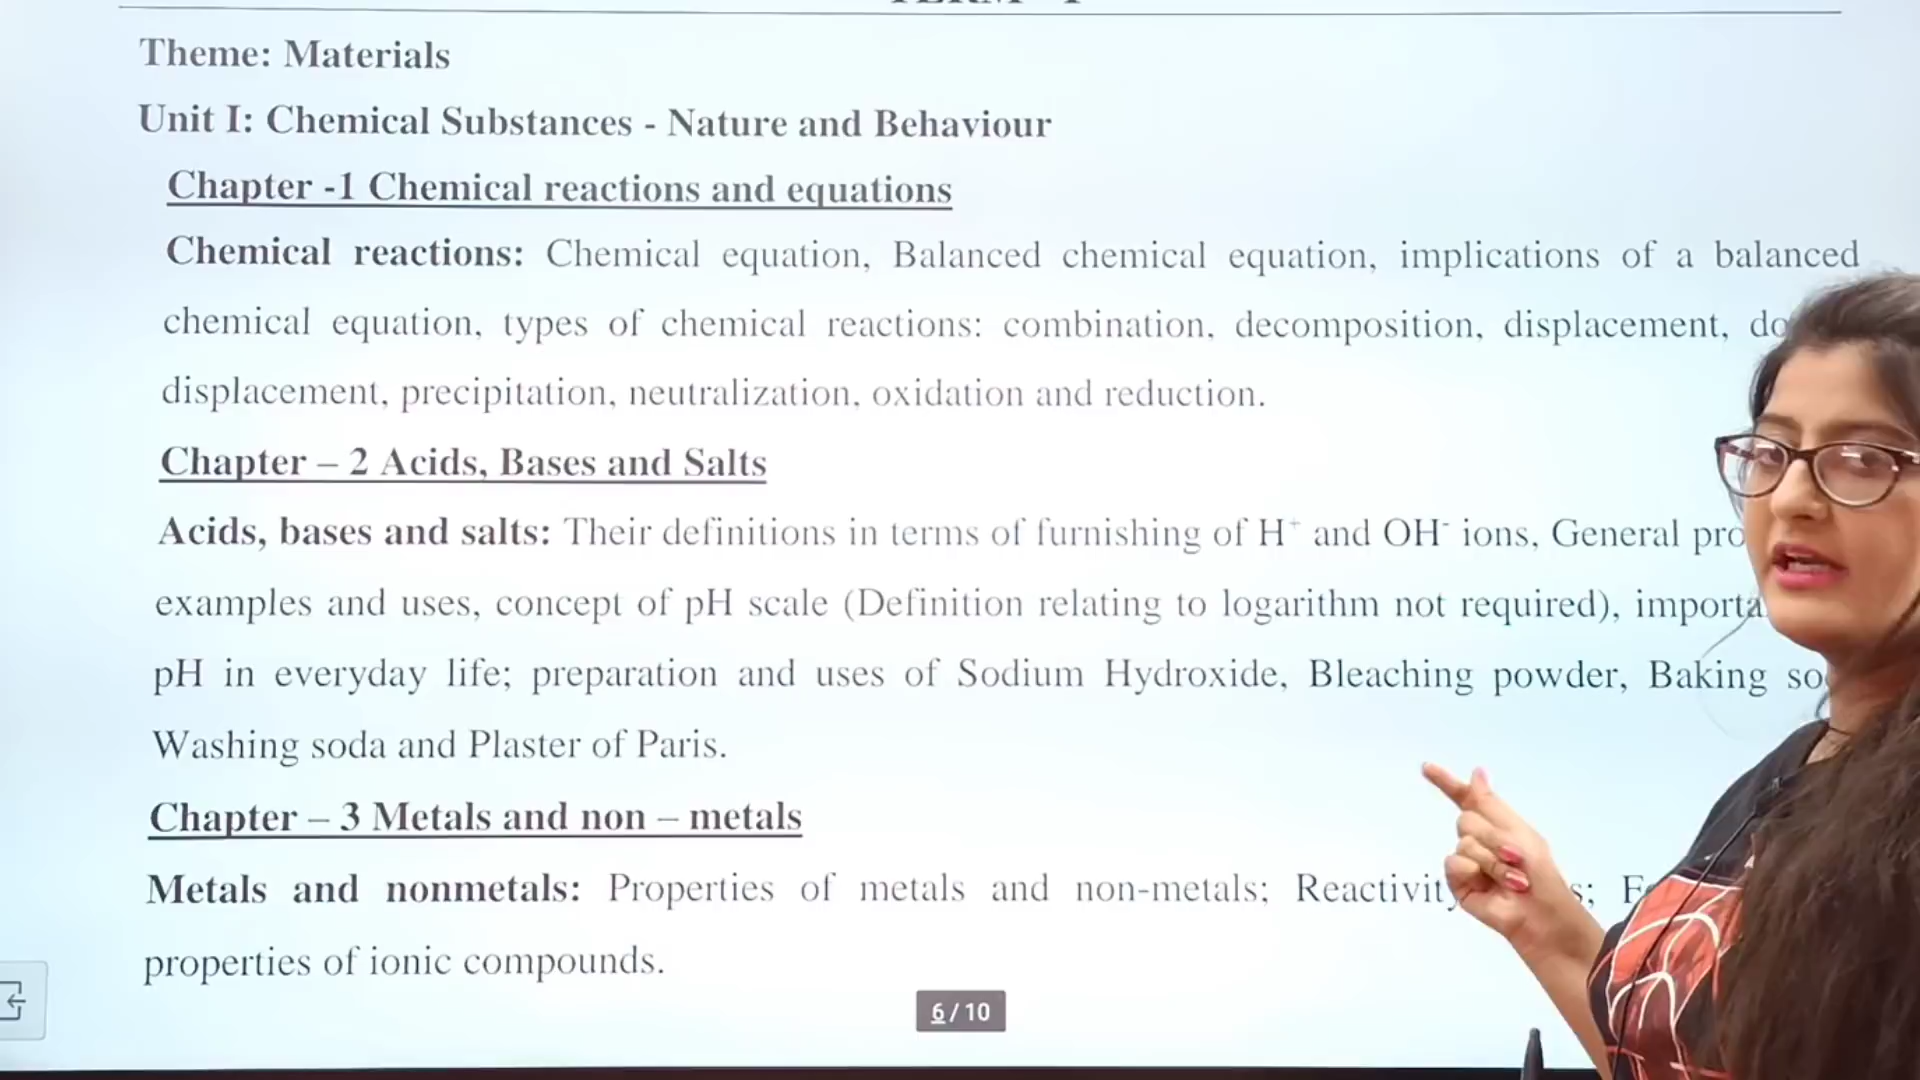 Theme: Materials
Unit I: Chemical Substances - Nature and Behaviour
Chapter -1 Chemical reactions and equations
Chemical reactions: Chemical equation, Balanced chemical equation, implications of a balanced
chemical equation, types of chemical reactions: combination, decomposition, displacement,
displacement, precipitation, neutralization, oxidation and reduction.
Chapter – 2 Acids, Bases and Salts
Acids, bases and salts: Their definitions in terms of furnishing of H⁺ and OH⁻ ions, General
examples and uses, concept of pH scale (Definition relating to logarithm not required),
pH in everyday life; preparation and uses of Sodium Hydroxide, Bleaching powder, Baking
Washing soda and Plaster of Paris.
Chapter – 3 Metals and non – metals
Metals and nonmetals: Properties of metals and non-metals;
properties of ionic compounds.
6 / 10